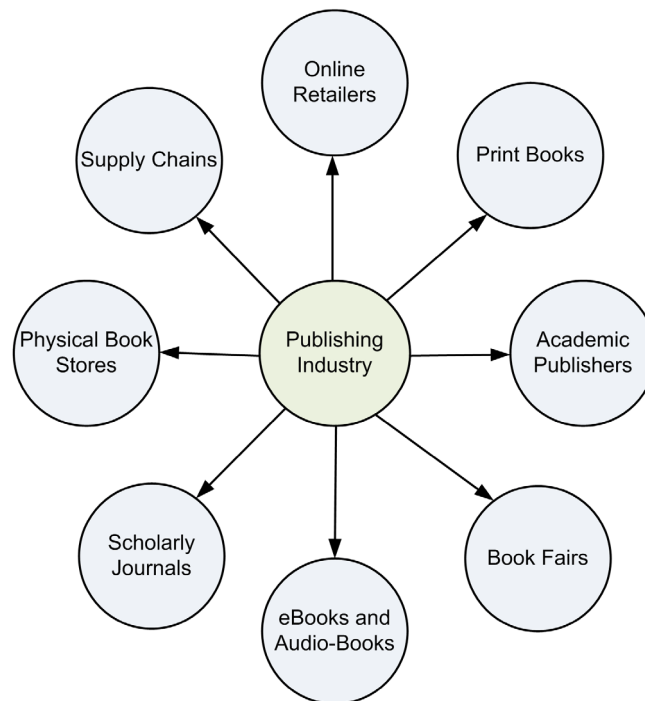 Online
Retailers
Supply Chains
Print Books
Physical Book
Stores
Publishing
Industry
Academic
Publishers
Scholarly
Journals
Book Fairs
eBooks and
Audio-Books